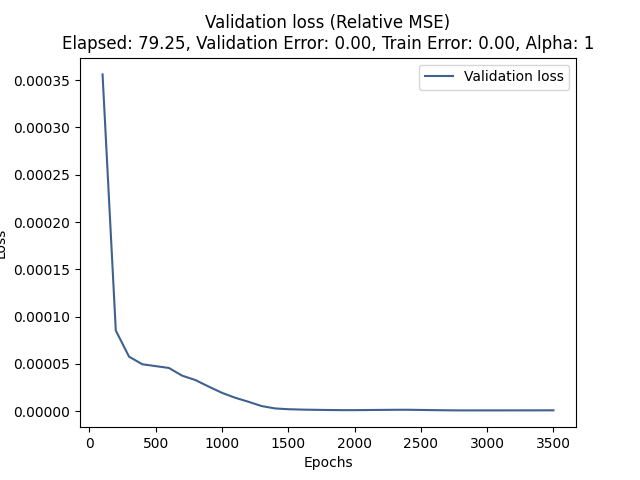 Validation loss (Relative MSE)
Elapsed: 79.25, Validation Error: 0.00, Train Error: 0.00, Alpha: 1
Validation loss
0.00035
0.00030
0.00025
0.00020
0.00015
0.00010
0.00005
0.00000
Loss
0 500 1000 1500 2000 2500 3000 3500
Epochs